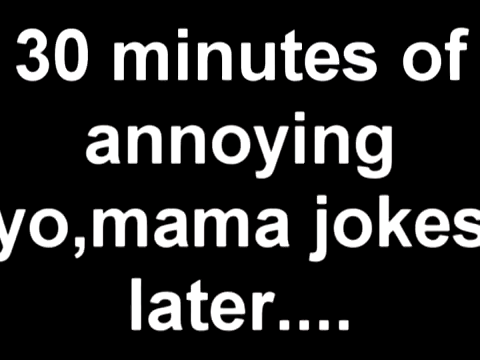 30 minutes of
annoying
yo,mama jokes
later....